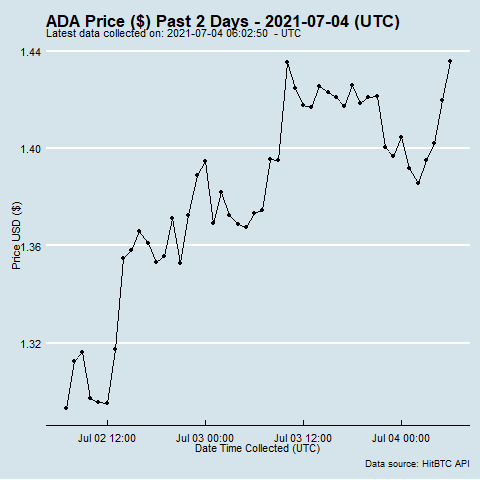 ADA Price ($) Past 2 Days - 2021-07-04 (UTC)
Latest data collected on: 2021-07-04 06:02:50 - UTC
1.44
1.40
1.36
1.32
Price USD ($)
Jul 02 12:00 Jul 03 00:00 Jul 03 12:00 Jul 04 00:00
Date Time Collected (UTC)
Data source: HitBTC API